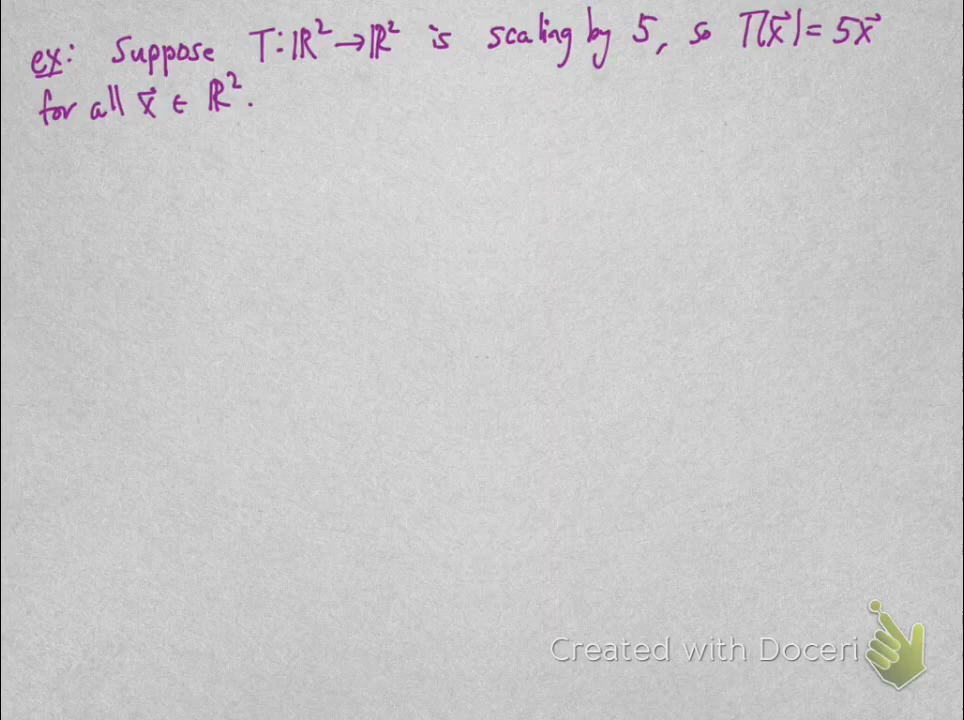 ex: Suppose T: ℝ² → ℝ² is scaling by 5, so T(x⃗) = 5x⃗
for all x⃗ ∈ ℝ².
Created with Doceri